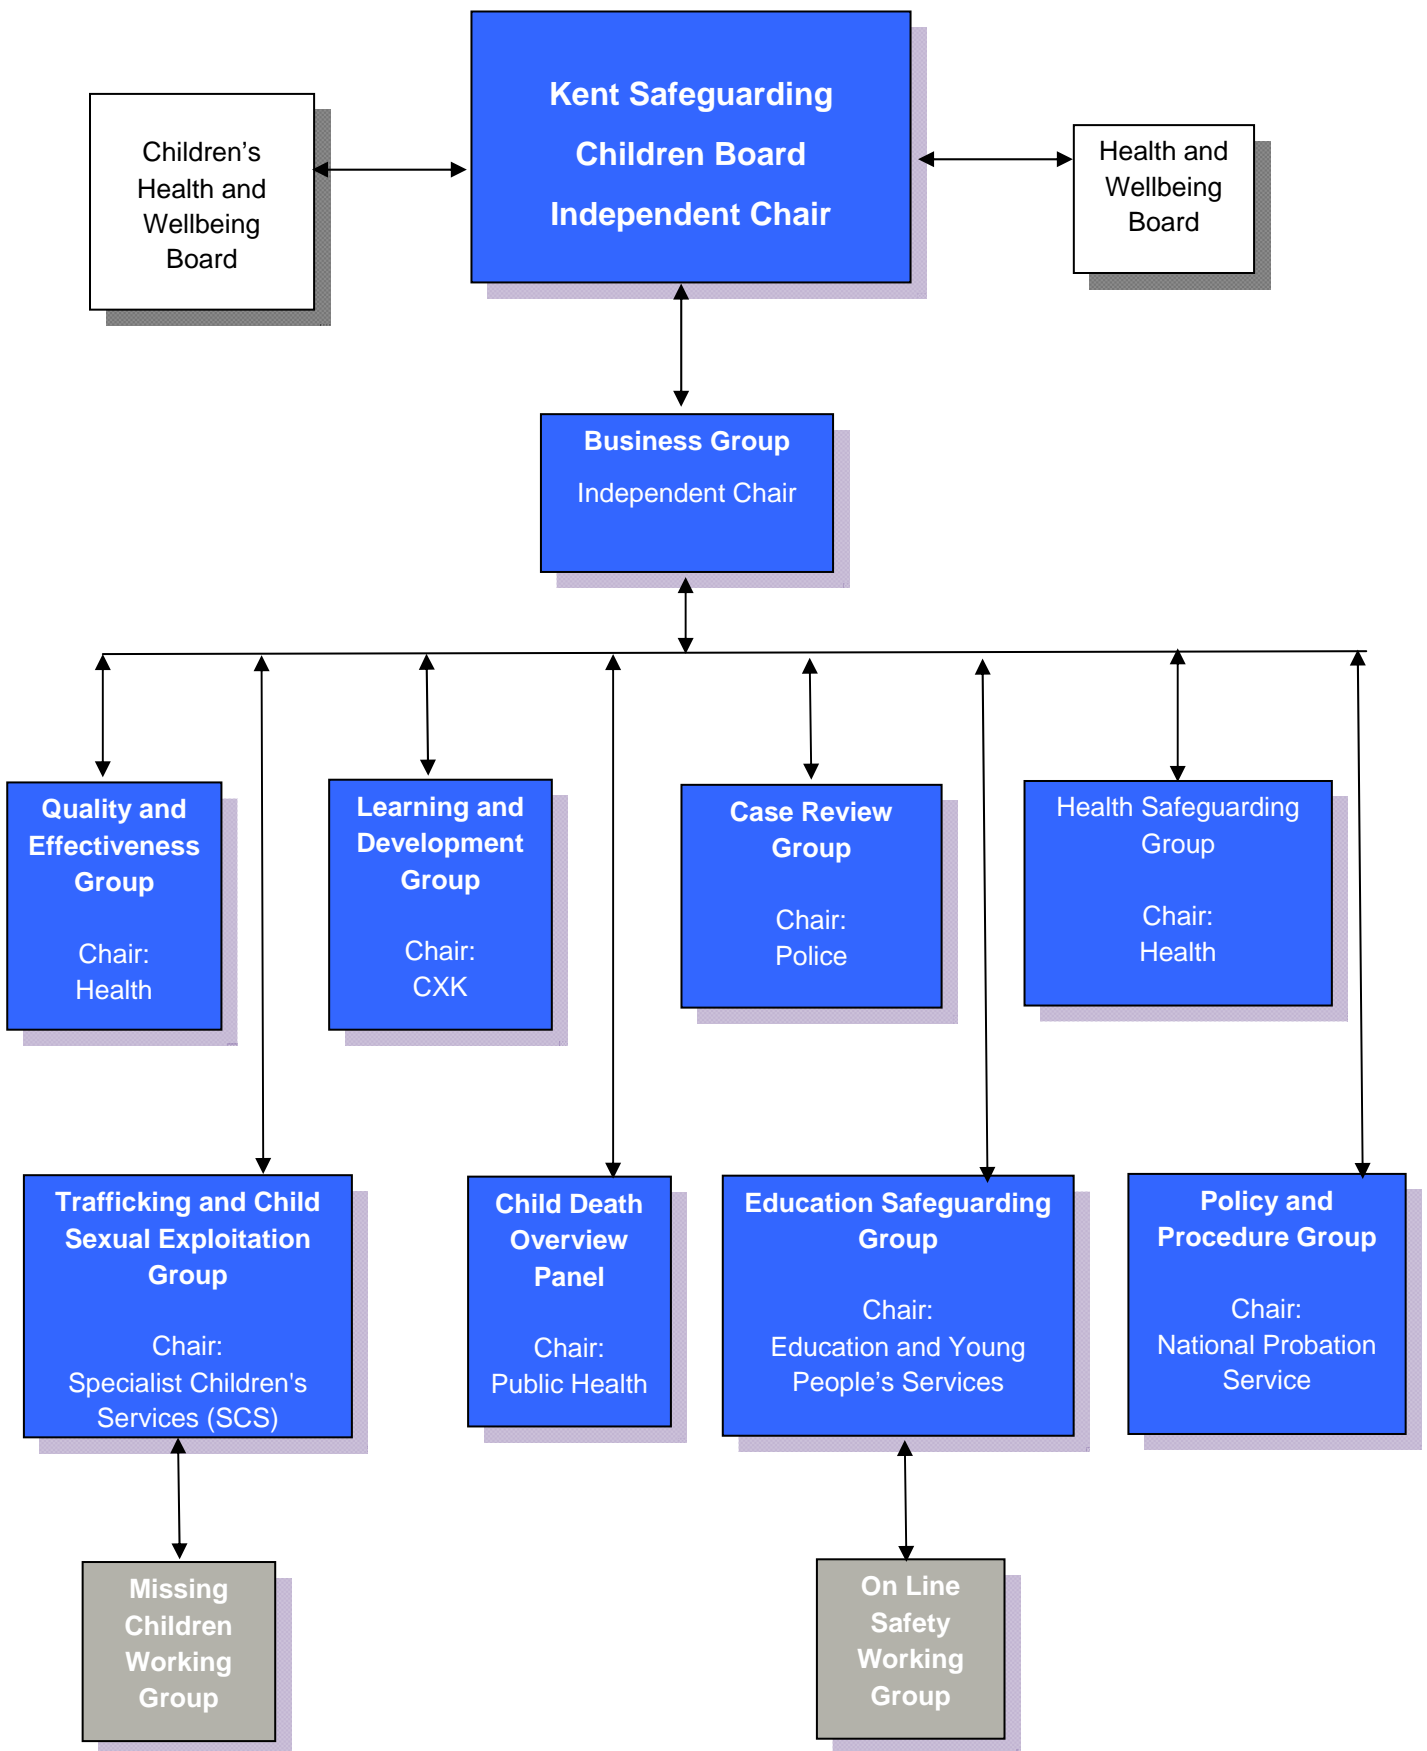 Kent Safeguarding
Children Board
Independent Chair
Children’s
Health and
Wellbeing
Board
Health and
Wellbeing
Board
Business Group
Independent Chair
Quality and
Effectiveness
Group
Chair:
Health
Learning and
Development
Group
Chair:
CXK
Case Review
Group
Chair:
Police
Health Safeguarding
Group
Chair:
Health
Trafficking and Child
Sexual Exploitation
Group
Chair:
Specialist Children's
Services (SCS)
Child Death
Overview
Panel
Chair:
Public Health
Education Safeguarding
Group
Chair:
Education and Young
People’s Services
Policy and
Procedure Group
Chair:
National Probation
Service
Missing
Children
Working
Group
On Line
Safety
Working
Group